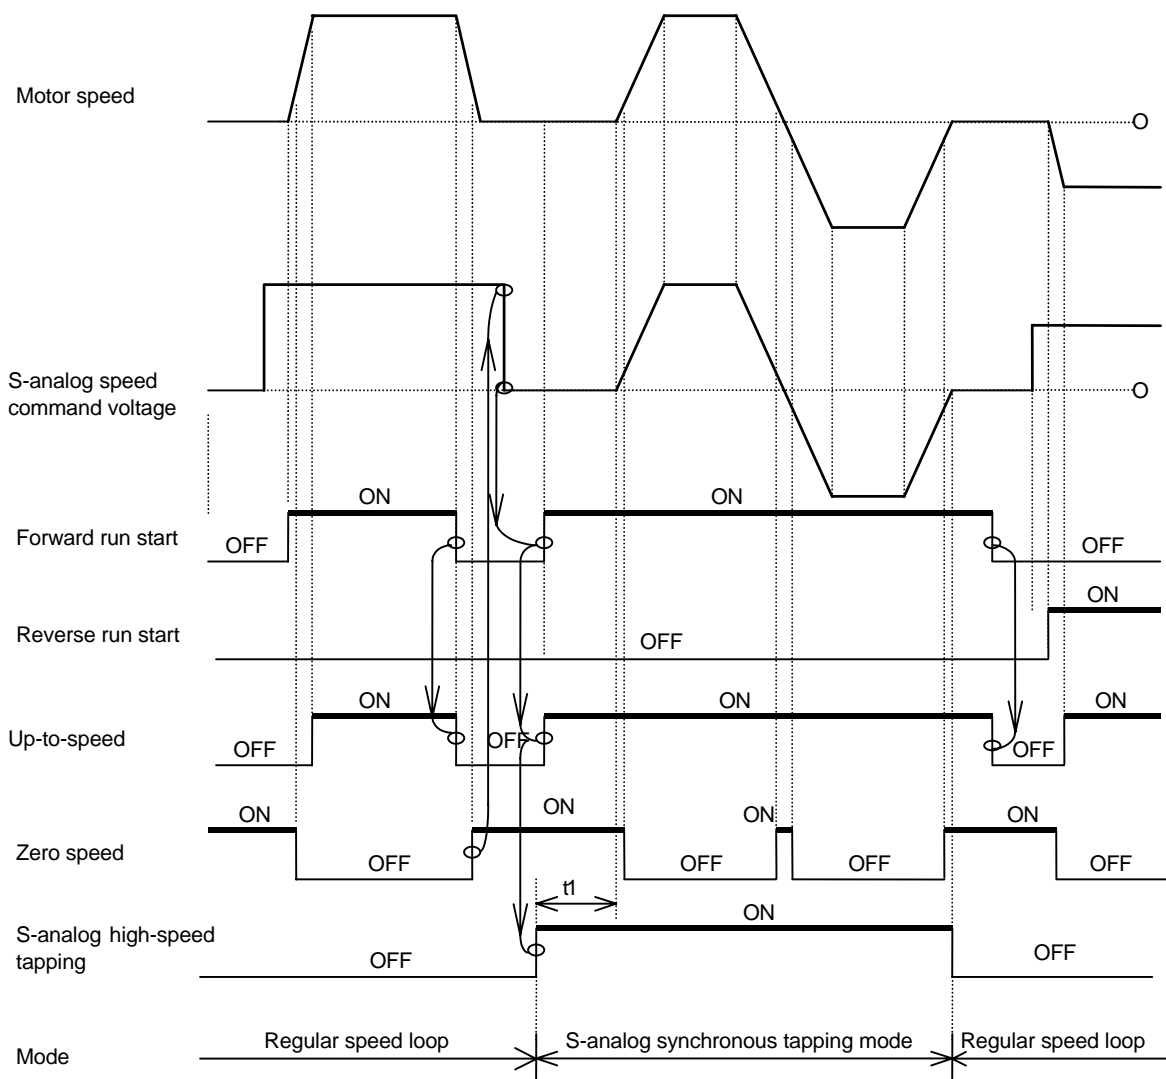 Motor speed
O
S-analog speed
command voltage
O
ON
ON
Forward run start
OFF
OFF
ON
Reverse run start
OFF
ON
ON
ON
Up-to-speed
OFF
OFF
OFF
ON
ON
ON
ON
Zero speed
OFF
OFF
OFF
OFF
t1
S-analog high-speed
tapping
ON
OFF
OFF
Mode
Regular speed loop
S-analog synchronous tapping mode
Regular speed loop